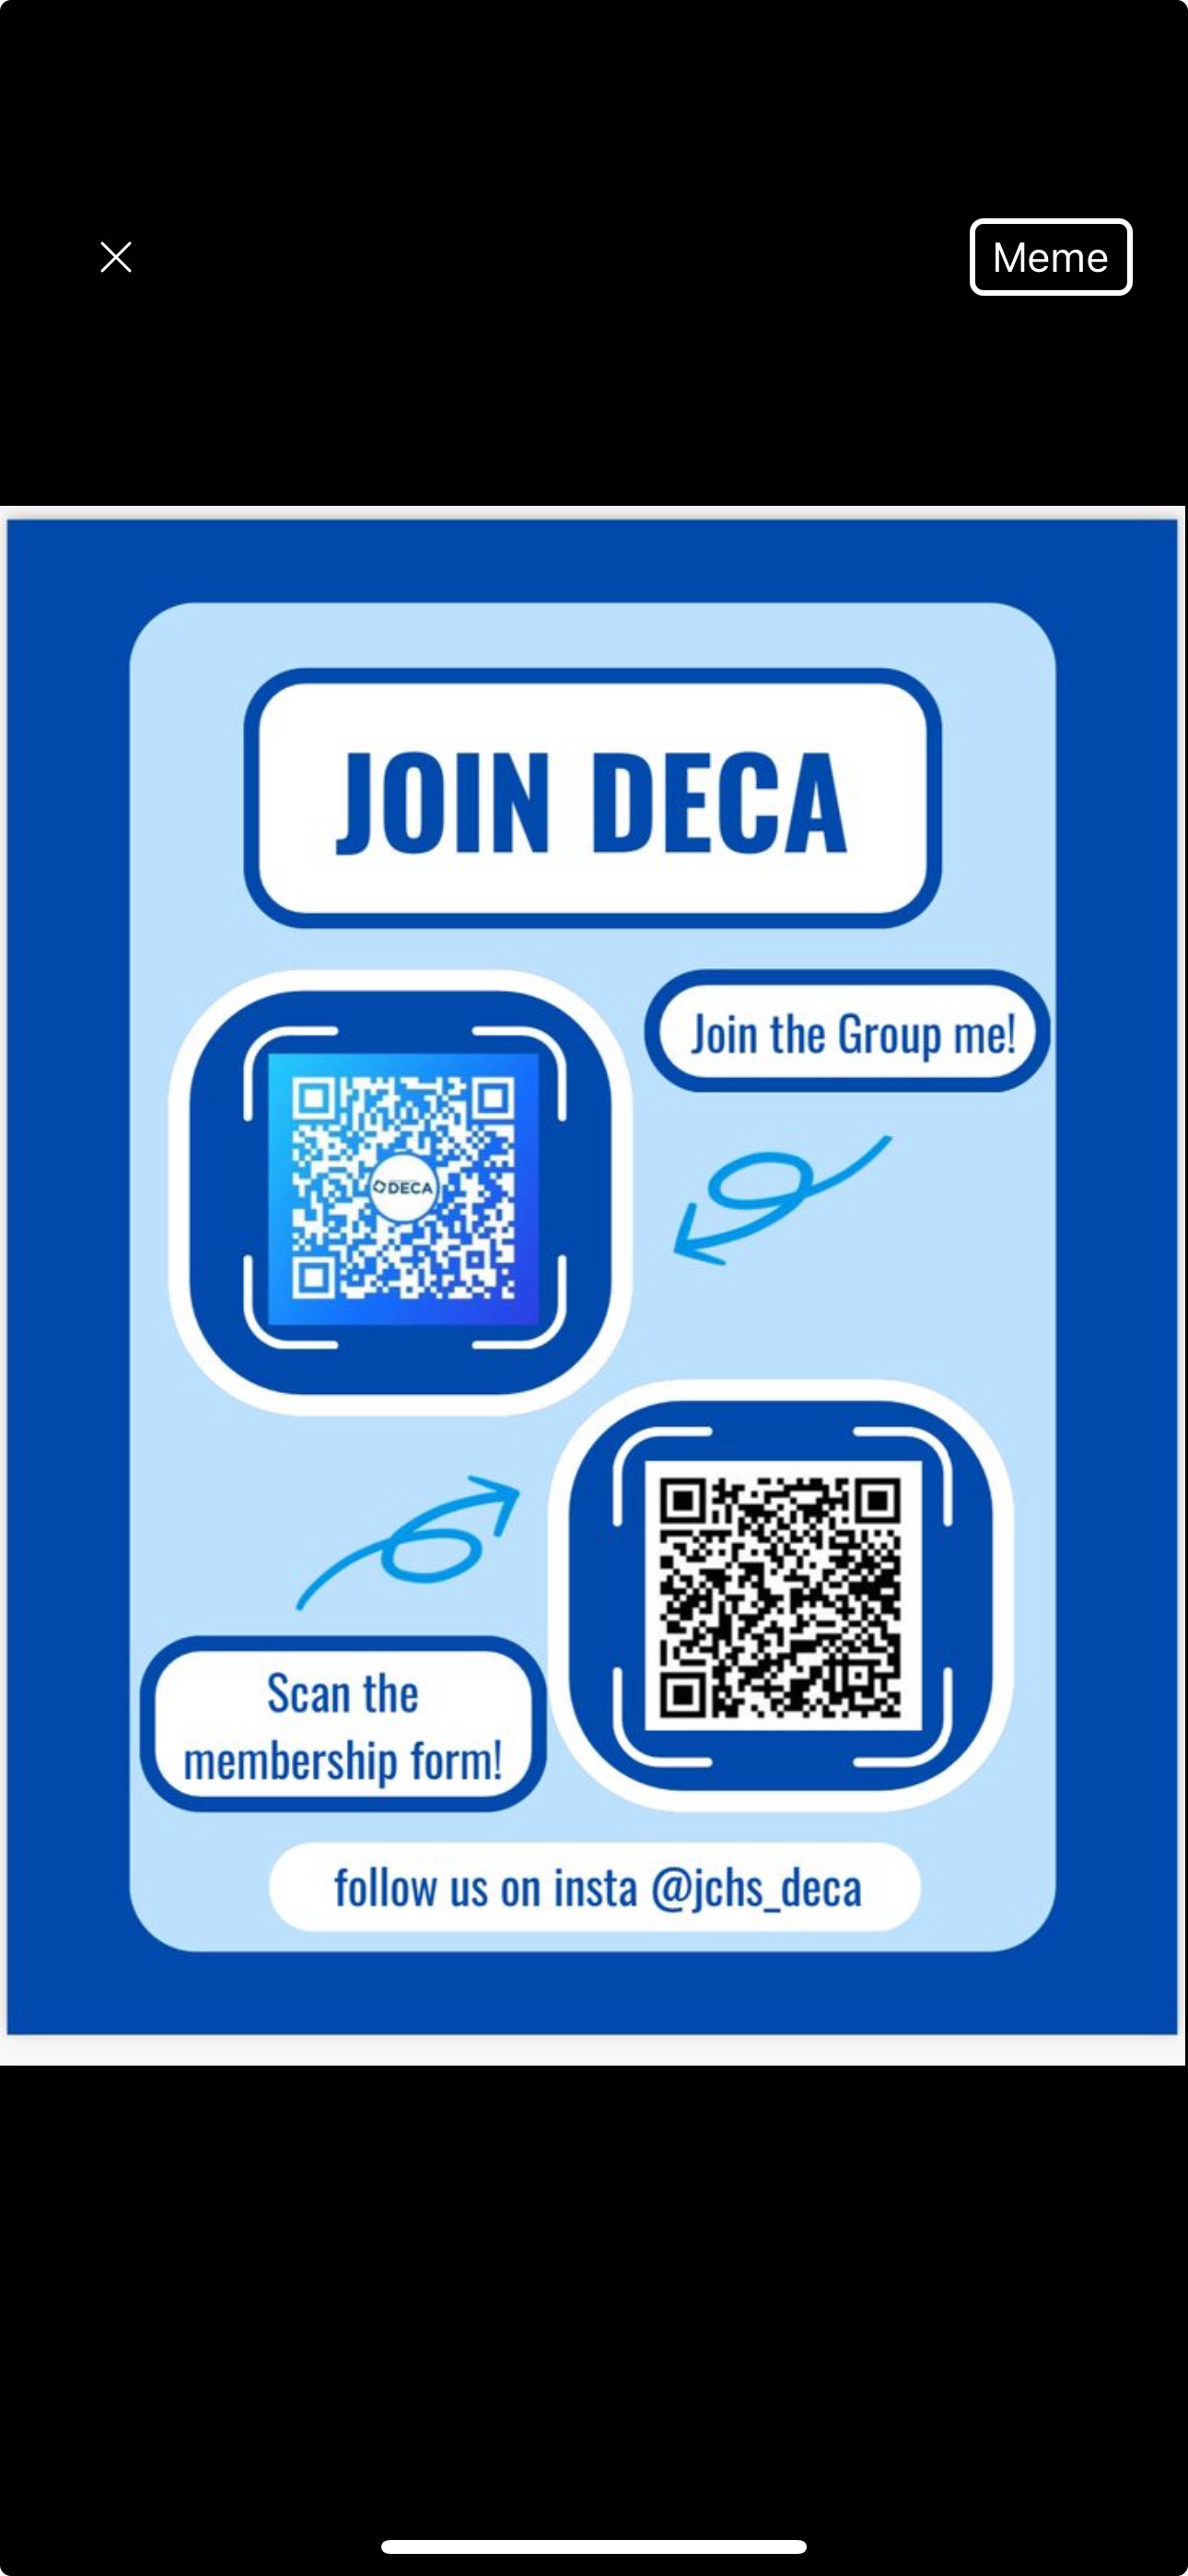 Meme
JOIN DECA
Join the Group me!
DECA
Scan the
membership form!
follow us on insta @jchs_deca